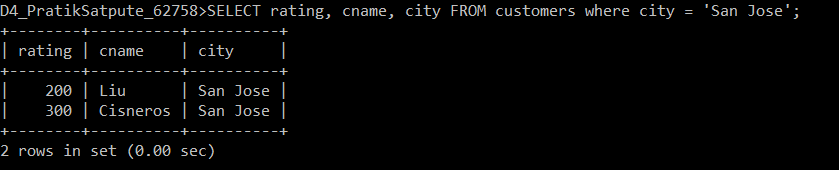 D4_PratikSatpute_62758>SELECT rating, cname, city FROM customers where city = 'San Jose';
+--------+----------+----------+
| rating | cname    | city     |
+--------+----------+----------+
|    200 | Liu      | San Jose |
|    300 | Cisneros | San Jose |
+--------+----------+----------+
2 rows in set (0.00 sec)